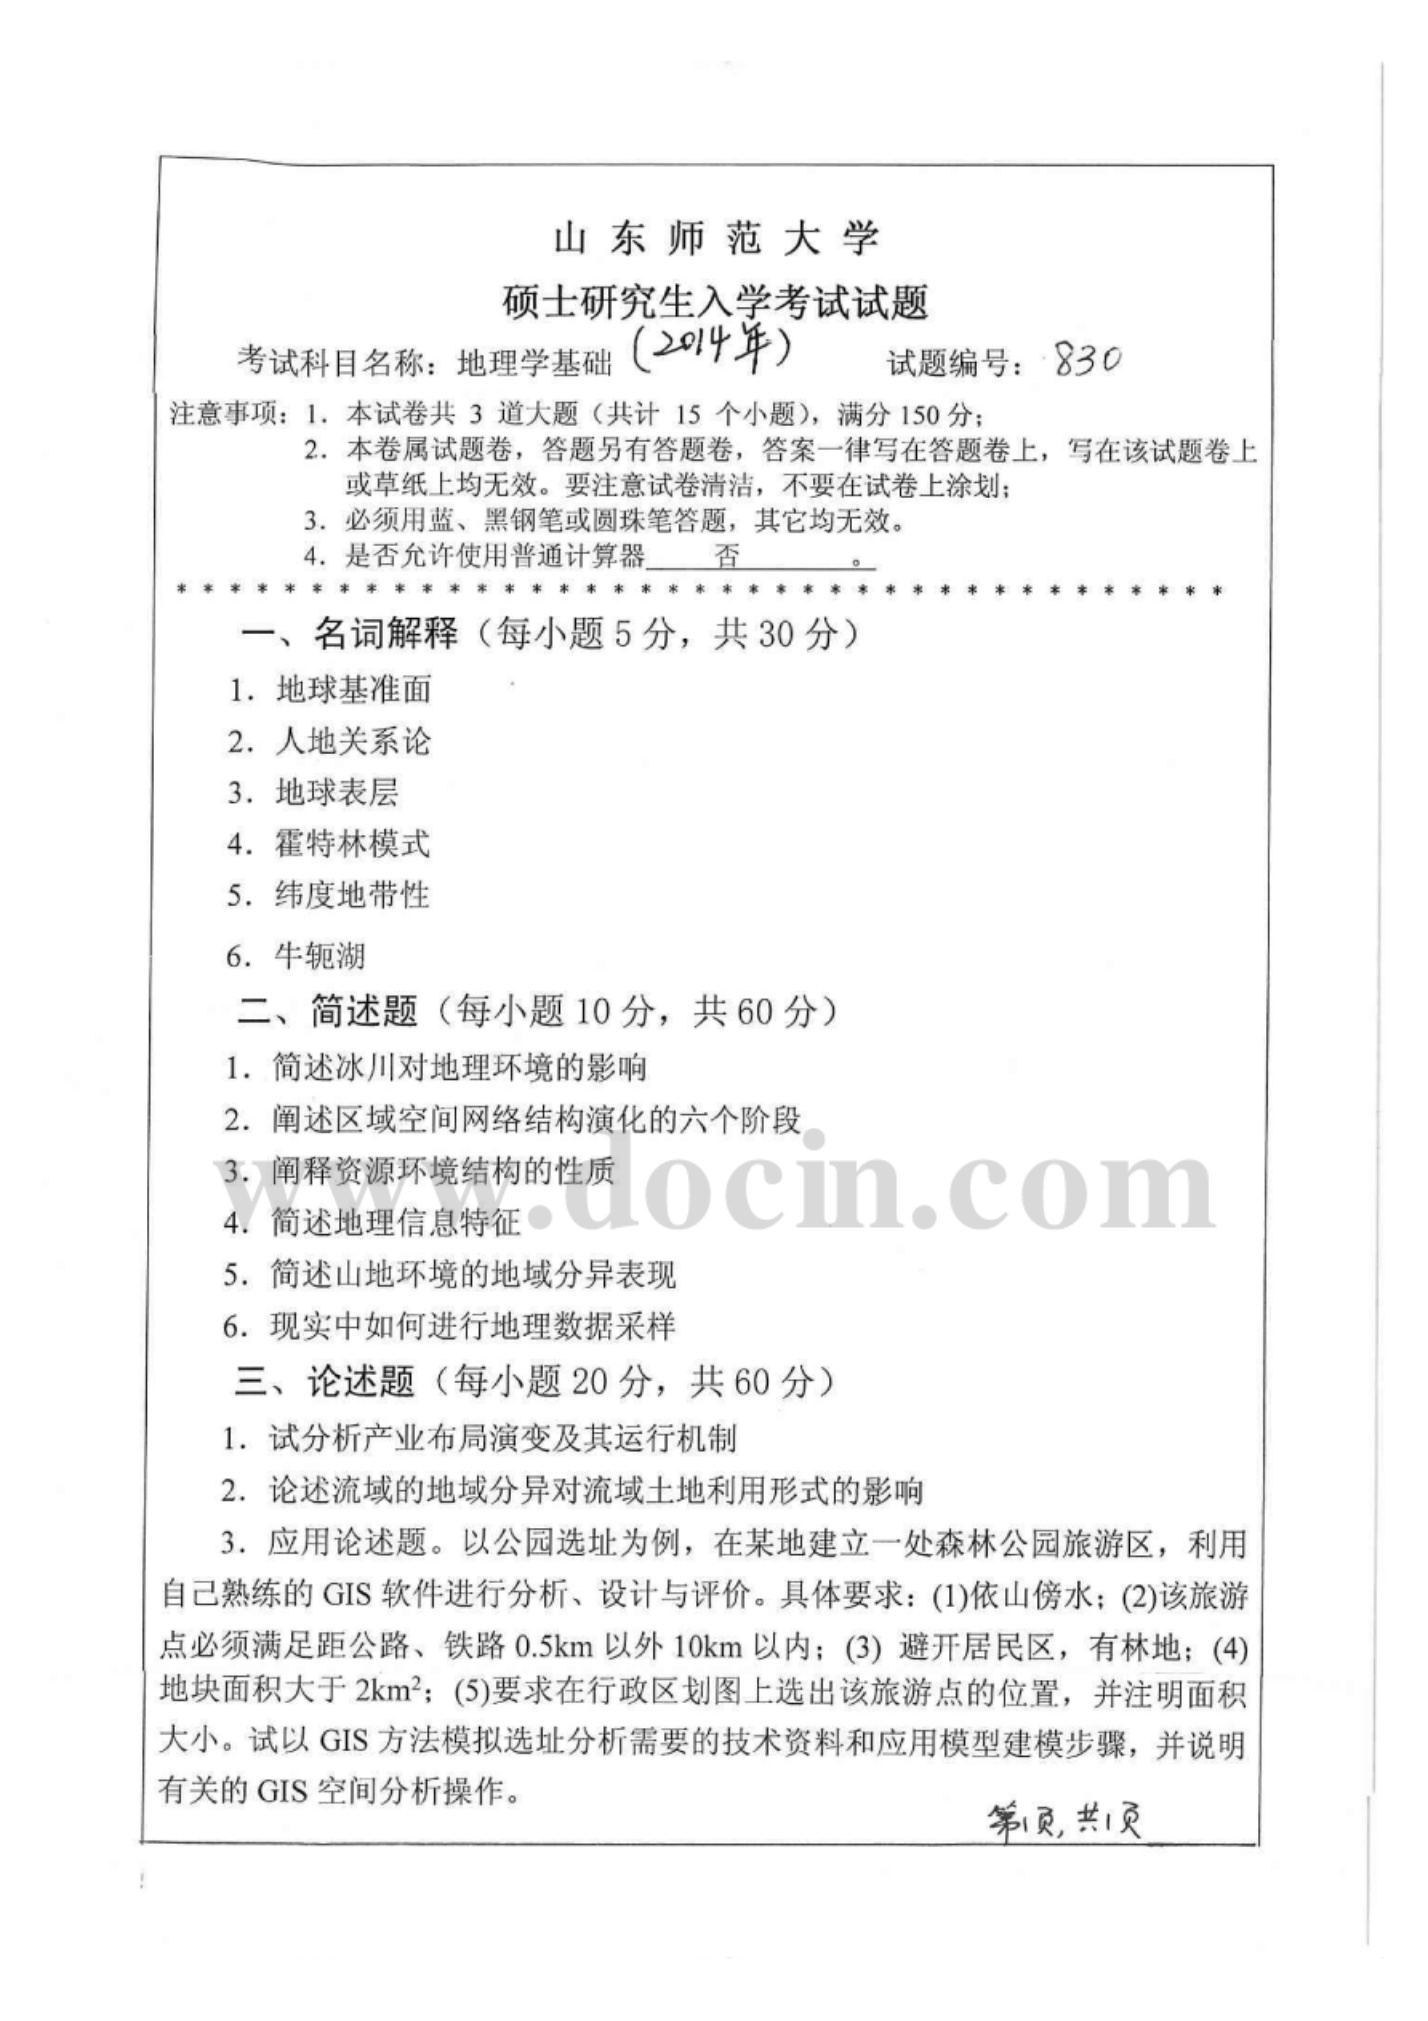 山东师范大学
硕士研究生入学考试试题
考试科目名称：地理学基础（2014年） 试题编号：830
注意事项：1．本试卷共 3 道大题（共计 15 个小题），满分 150 分；
2．本卷属试题卷，答题另有答题卷，答案一律写在答题卷上，写在该试题卷上
或草纸上均无效。要注意试卷清洁，不要在试卷上涂划；
3．必须用蓝、黑钢笔或圆珠笔答题，其它均无效。
4．是否允许使用普通计算器 否 。
* * * * * * * * * * * * * * * * * * * * * * * * * * * * * * * * * * * * * * *
一、名词解释（每小题 5 分，共 30 分）
1．地球基准面
2．人地关系论
3．地球表层
4．霍特林模式
5．纬度地带性
6．牛轭湖
二、简述题（每小题 10 分，共 60 分）
1．简述冰川对地理环境的影响
2．阐述区域空间网络结构演化的六个阶段
3．阐释资源环境结构的性质
www.docin.com
4．简述地理信息特征
5．简述山地环境的地域分异表现
6．现实中如何进行地理数据采样
三、论述题（每小题 20 分，共 60 分）
1．试分析产业布局演变及其运行机制
2．论述流域的地域分异对流域土地利用形式的影响
3．应用论述题。以公园选址为例，在某地建立一处森林公园旅游区，利用
自己熟练的 GIS 软件进行分析、设计与评价。具体要求：(1)依山傍水；(2)该旅游
点必须满足距公路、铁路 0.5km 以外 10km 以内；(3) 避开居民区，有林地；(4)
地块面积大于 2km²；(5)要求在行政区划图上选出该旅游点的位置，并注明面积
大小。试以 GIS 方法模拟选址分析需要的技术资料和应用模型建模步骤，并说明
有关的 GIS 空间分析操作。
第1页，共1页